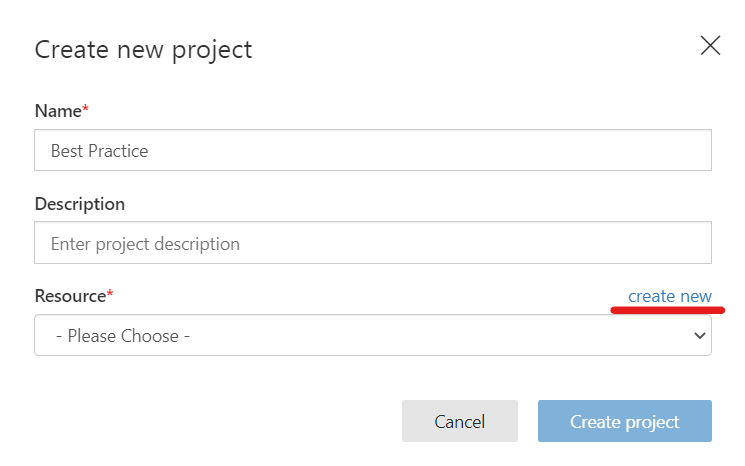 Create new project
Name*
Best Practice
Description
Enter project description
Resource*
create new
- Please Choose -
Cancel
Create project